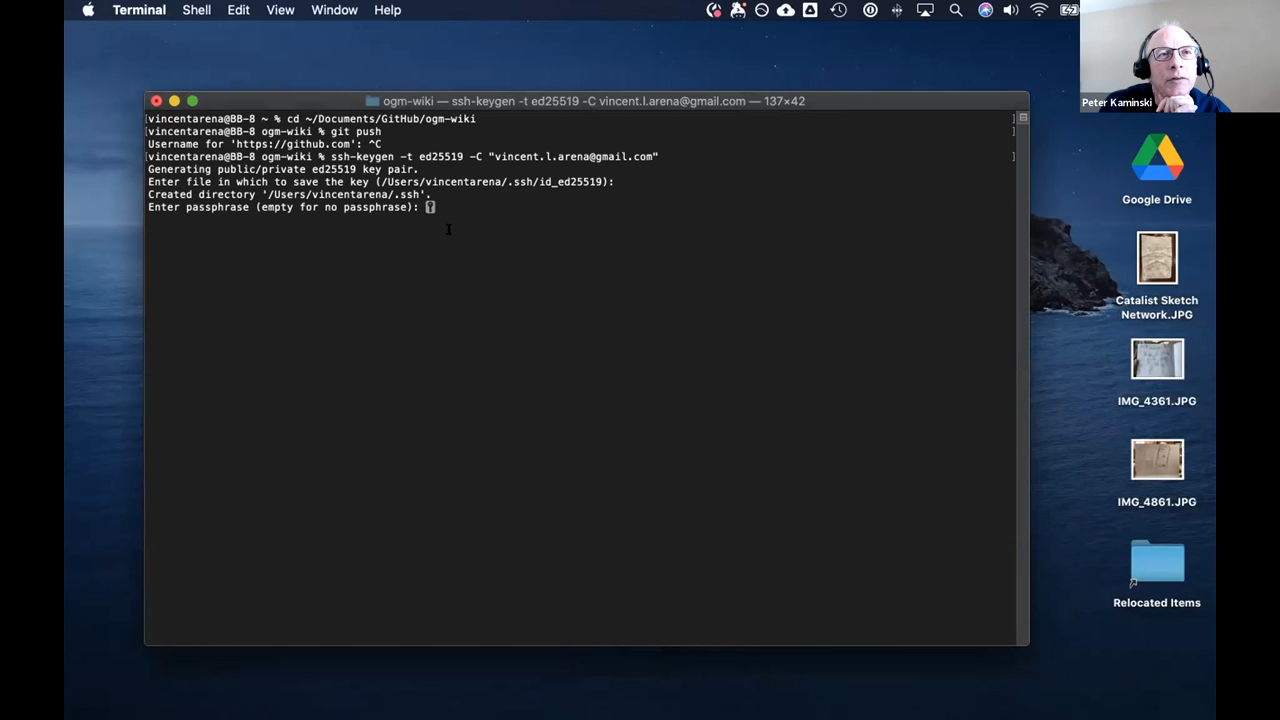 Terminal Shell Edit View Window Help
Peter Kaminski
ogm-wiki — ssh-keygen -t ed25519 -C vincent.l.arena@gmail.com — 137×42
[vincentarena@BB-8 ~ % cd ~/Documents/GitHub/ogm-wiki ]
[vincentarena@BB-8 ogm-wiki % git push ]
Username for 'https://github.com': ^C
[vincentarena@BB-8 ogm-wiki % ssh-keygen -t ed25519 -C "vincent.l.arena@gmail.com" ]
Generating public/private ed25519 key pair.
Enter file in which to save the key (/Users/vincentarena/.ssh/id_ed25519):
Created directory '/Users/vincentarena/.ssh'.
Enter passphrase (empty for no passphrase):
Google Drive
Catalist Sketch
Network.JPG
IMG_4361.JPG
IMG_4861.JPG
Relocated Items